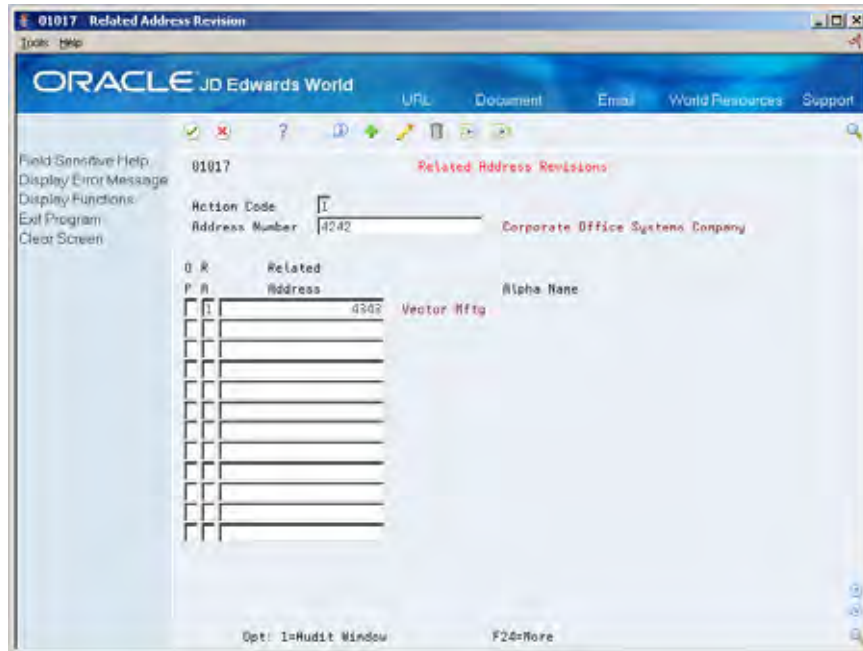 01017 Related Address Revision
Tools Help
ORACLE JD Edwards World
URL Document Email World Resources Support
?
Field Sensitive Help
Display Error Message
Display Functions
Exit Program
Clear Screen
01017 Related Address Revisions
Action Code I
Address Number 4242 Corporate Office Systems Company
O R Related
P A Address Alpha Name
1 4343 Vector Mftg
Opt: 1=Audit Window F24=More